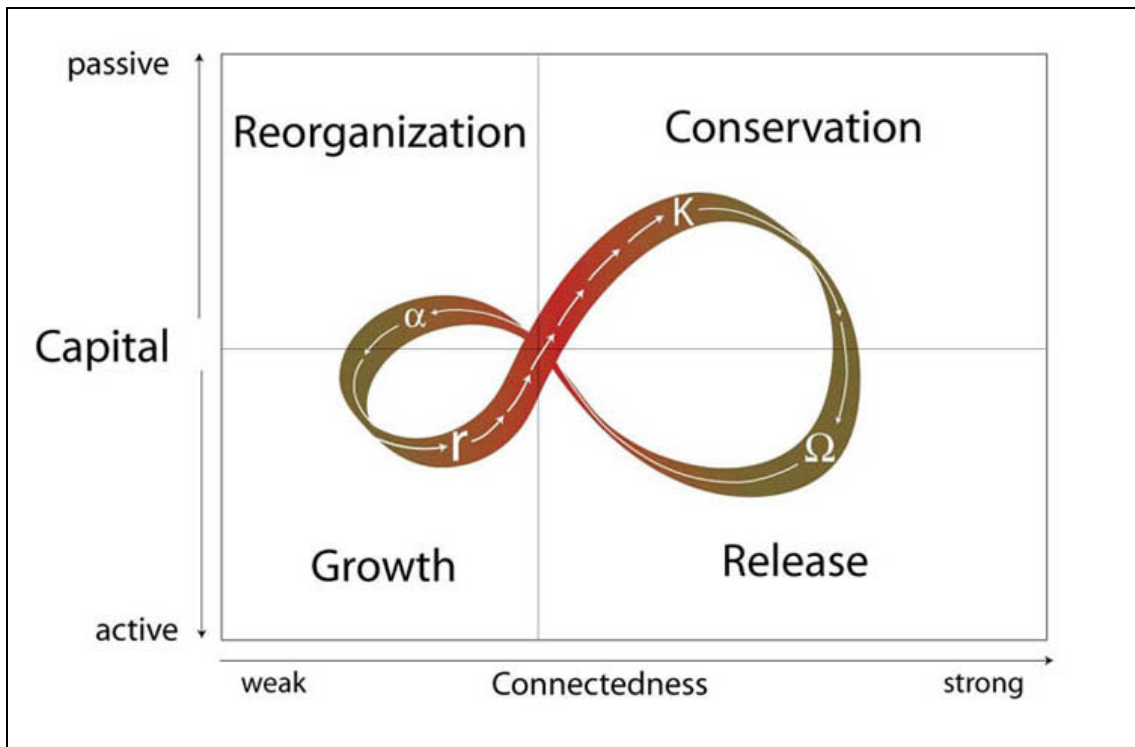 passive
Reorganization
Conservation
K
α
Capital
r
Ω
Growth
Release
active
weak
Connectedness
strong